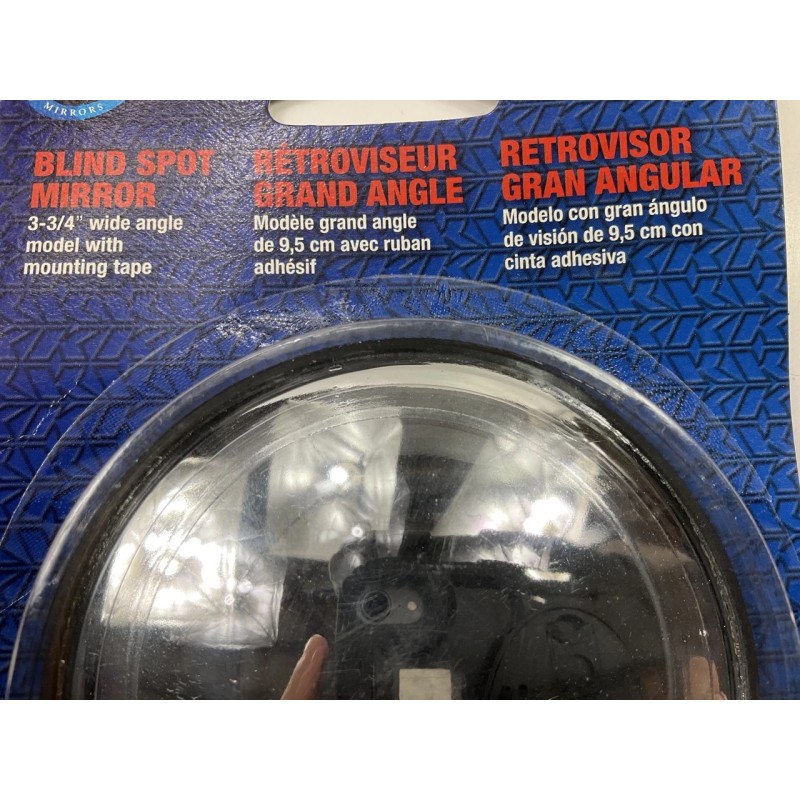 MIRRORS
BLIND SPOT
MIRROR
3-3/4" wide angle
model with
mounting tape
RÉTROVISEUR
GRAND ANGLE
Modèle grand angle
de 9,5 cm avec ruban
adhésif
RETROVISOR
GRAN ANGULAR
Modelo con gran ángulo
de visión de 9,5 cm con
cinta adhesiva